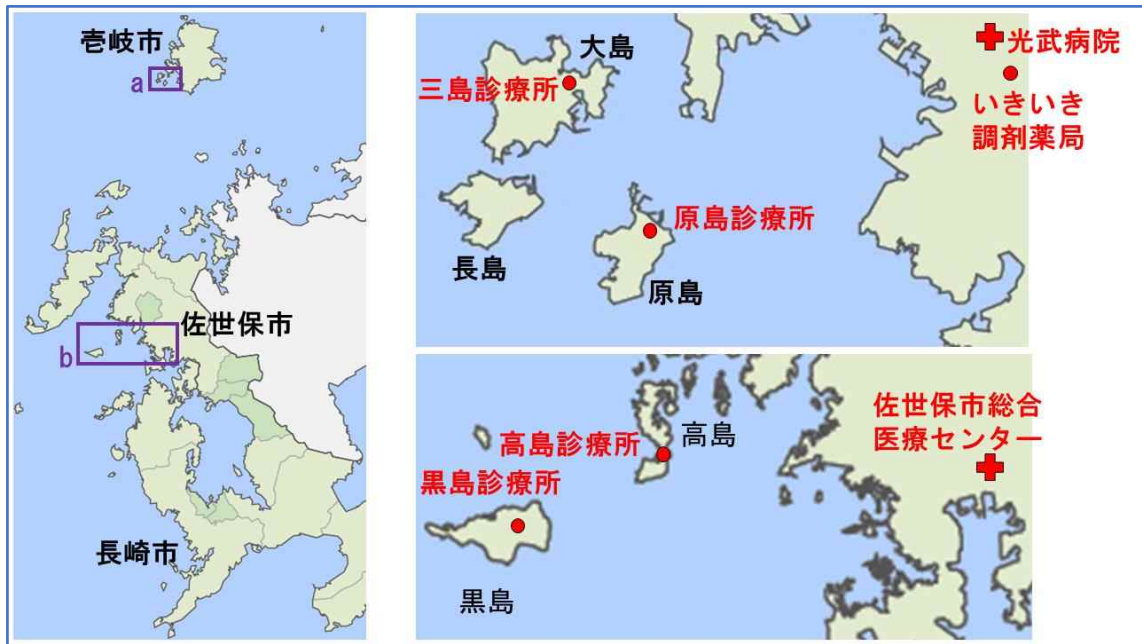 壱岐市
a
佐世保市
b
長崎市
大島
三島診療所
光武病院
いきいき
調剤薬局
原島診療所
長島
原島
佐世保市総合
医療センター
高島
高島診療所
黒島診療所
黒島